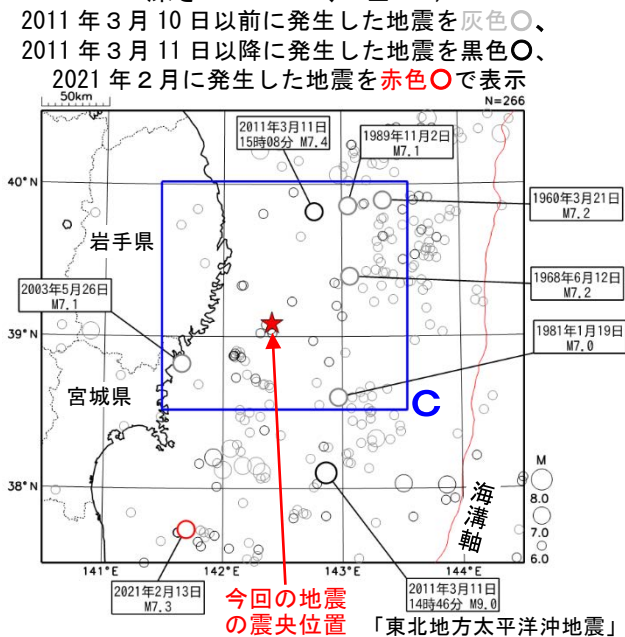 2011年3月10日以前に発生した地震を灰色○、
2011年3月11日以降に発生した地震を黒色○、
2021年2月に発生した地震を赤色○で表示
50km
N=266
2011年3月11日
15時08分 M7.4
1989年11月2日
M7.1
40°N
1960年3月21日
M7.2
岩手県
2003年5月26日
M7.1
1968年6月12日
M7.2
39°N
1981年1月19日
M7.0
宮城県
C
38°N
海溝軸
M
8.0
7.0
6.0
141°E
142°E
143°E
144°E
2021年2月13日
M7.3
今回の地震
の震央位置
2011年3月11日
14時46分 M9.0
「東北地方太平洋沖地震」